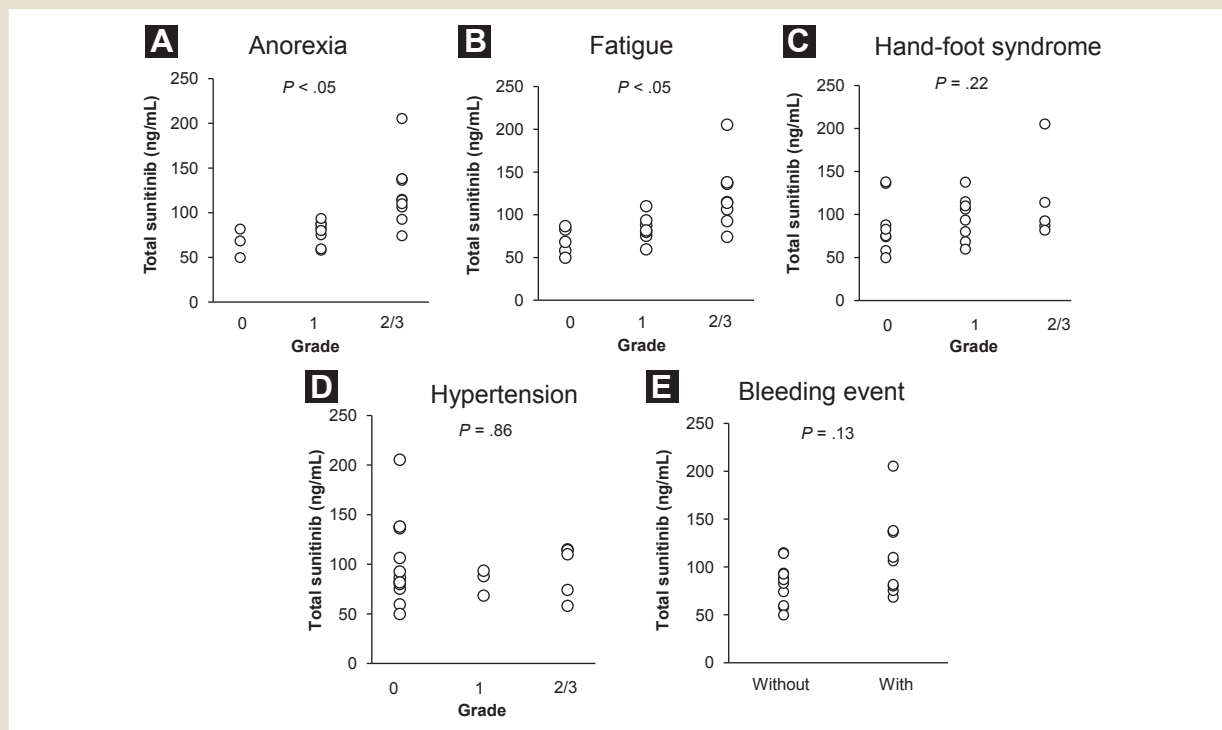 A Anorexia
P < .05
Total sunitinib (ng/mL)
250
200
150
100
50
0
0 1 2/3
Grade
B Fatigue
P < .05
Total sunitinib (ng/mL)
250
200
150
100
50
0
0 1 2/3
Grade
C Hand-foot syndrome
P = .22
Total sunitinib (ng/mL)
250
200
150
100
50
0
0 1 2/3
Grade
D Hypertension
P = .86
Total sunitinib (ng/mL)
250
200
150
100
50
0
0 1 2/3
Grade
E Bleeding event
P = .13
Total sunitinib (ng/mL)
250
200
150
100
50
0
Without With